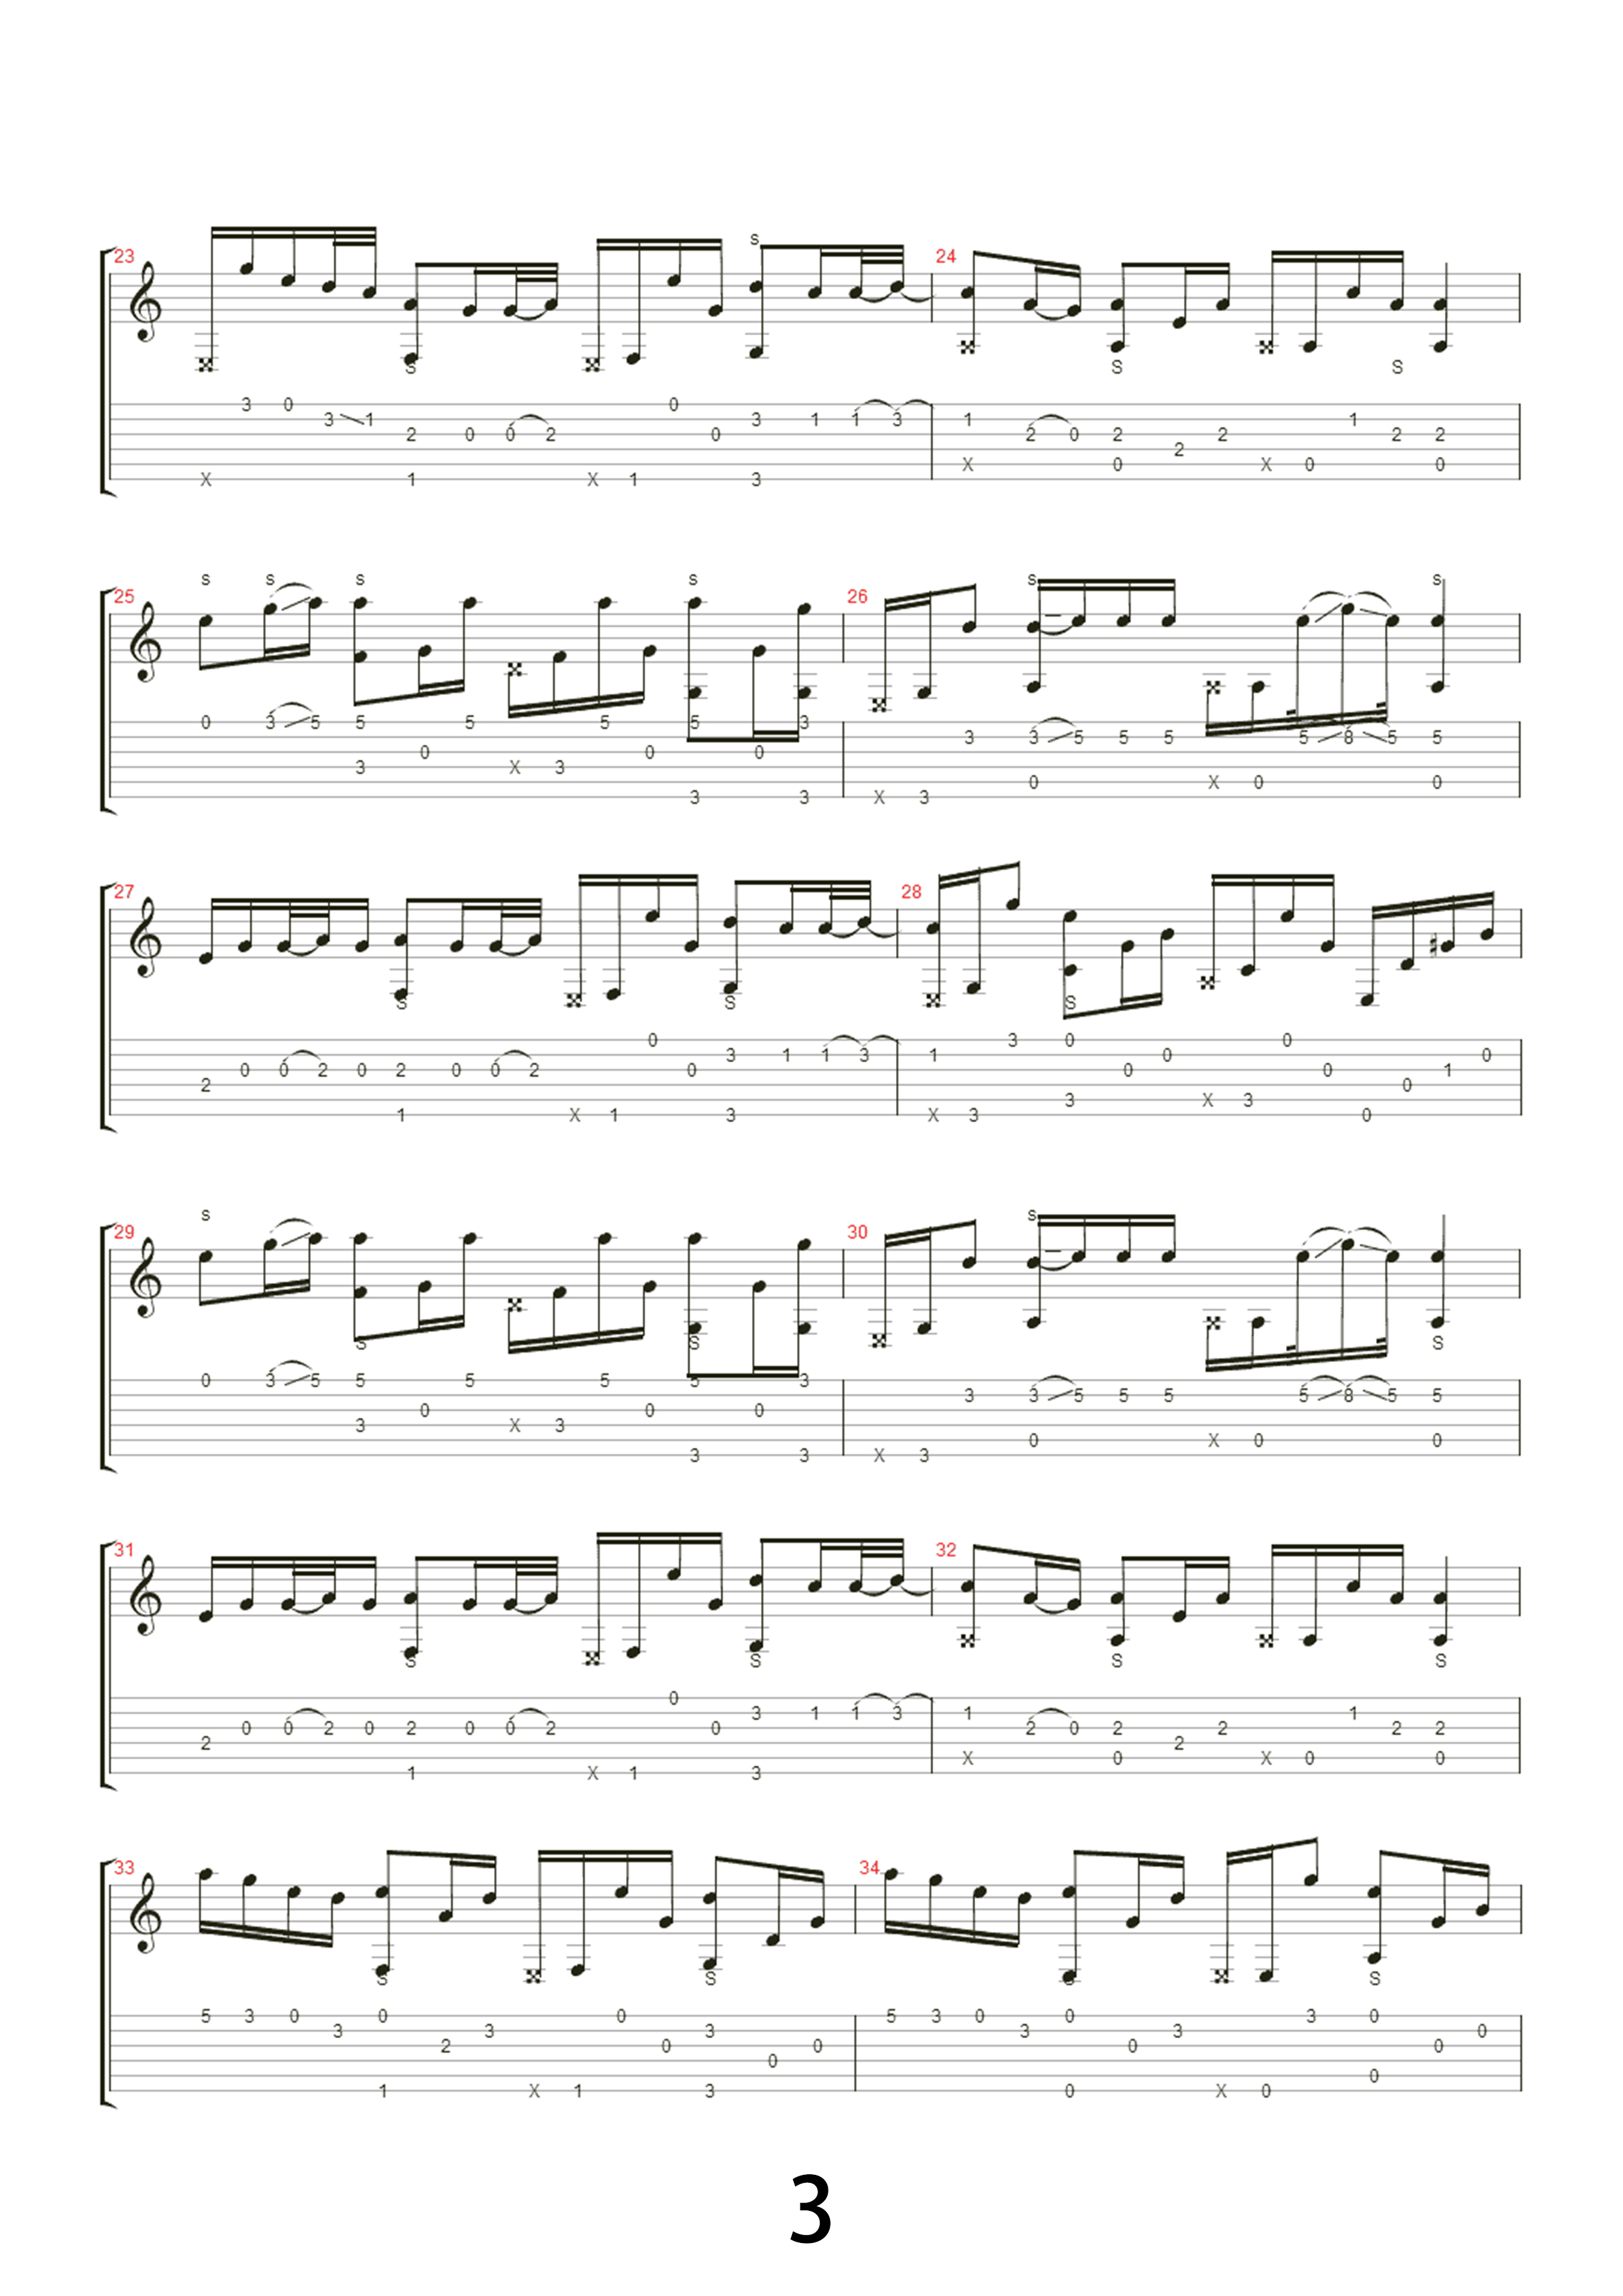 S
23 24
S S S
3 0 0
3 1 3 1 1 3 1 1
2 0 0 2 0 2 0 2 2 2
2
X 0 X 0 0
X 1 X 1 3
S S S S S S
25 26
0 3 5 5 5 5 5 3
3 3 5 5 5 5 8 5 5
0 0 0
3 X 3
0 X 0 0
3 3 X 3
27 28
S S S
0 3 0 0
3 1 1 3 1 0 0
0 0 2 0 2 0 0 2 0 0 0 1
2 0
3 X 3
1 X 1 3 X 3 0
S S
29 30
S S S
0 3 5 5 5 5 5 3
3 3 5 5 5 5 8 5 5
0 0 0
3 X 3
0 X 0 0
3 3 X 3
31 32
S S S S
0
3 1 1 3 1 1
0 0 2 0 2 0 0 2 0 2 0 2 2 2
2 2
X 0 X 0 0
1 X 1 3
33 34
S S S S
5 3 0 0 0 5 3 0 0 3 0
3 3 3 3 3 0
2 0 0 0 0
0
0
1 X 1 3 0 X 0
3